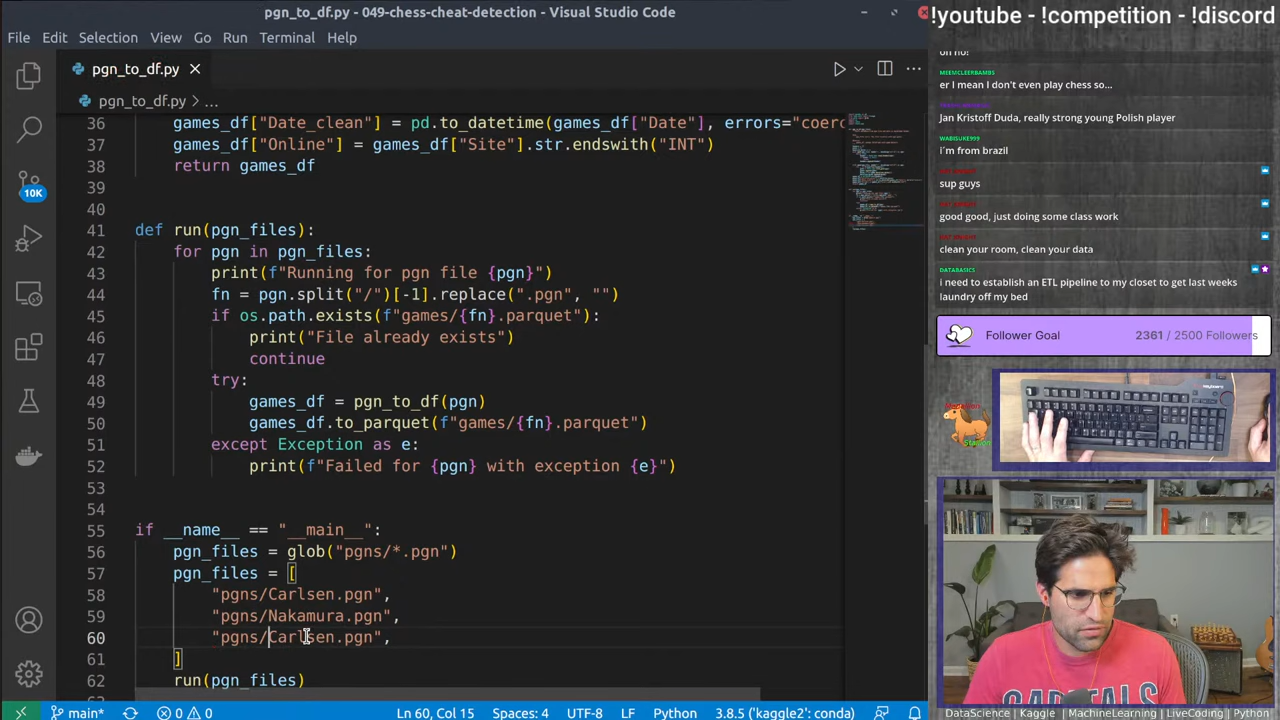 pgn_to_df.py - 049-chess-cheat-detection - Visual Studio Code
File Edit Selection View Go Run Terminal Help
pgn_to_df.py
pgn_to_df.py > ...
36 games_df["Date_clean"] = pd.to_datetime(games_df["Date"], errors="coerc
37 games_df["Online"] = games_df["Site"].str.endswith("INT")
38 return games_df
39
40
41 def run(pgn_files):
42 for pgn in pgn_files:
43 print(f"Running for pgn file {pgn}")
44 fn = pgn.split("/")[-1].replace(".pgn", "")
45 if os.path.exists(f"games/{fn}.parquet"):
46 print("File already exists")
47 continue
48 try:
49 games_df = pgn_to_df(pgn)
50 games_df.to_parquet(f"games/{fn}.parquet")
51 except Exception as e:
52 print(f"Failed for {pgn} with exception {e}")
53
54
55 if __name__ == "__main__":
56 pgn_files = glob("pgns/*.pgn")
57 pgn_files = [
58 "pgns/Carlsen.pgn",
59 "pgns/Nakamura.pgn",
60 "pgns/Carlsen.pgn",
61 ]
62 run(pgn_files)
10K
main* 0 0 Ln 60, Col 15 Spaces: 4 UTF-8 LF Python 3.8.5 ('kaggle2': conda)
!youtube - !competition - !discord
oh no!
MEEMCLEERBAMBS
er I mean I don't even play chess so...
Jan Kristoff Duda, really strong young Polish player
WABISUKE999
i'm from brazil
sup guys
good good, just doing some class work
clean your room, clean your data
DATABASICS
i need to establish an ETL pipeline to my closet to get last weeks
laundry off my bed
Follower Goal 2361 / 2500 Followers
Medallion
Stallion
CAPITALS
DataScience | Kaggle | MachineLearning | LiveCoding | Python